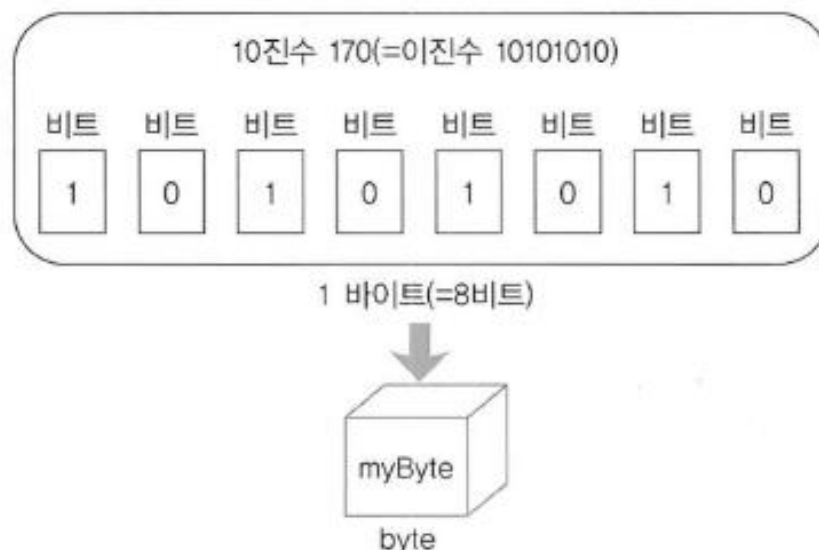 10진수 170(=이진수 10101010)
비트 비트 비트 비트 비트 비트 비트 비트
1 0 1 0 1 0 1 0
1 바이트(=8비트)
myByte
byte